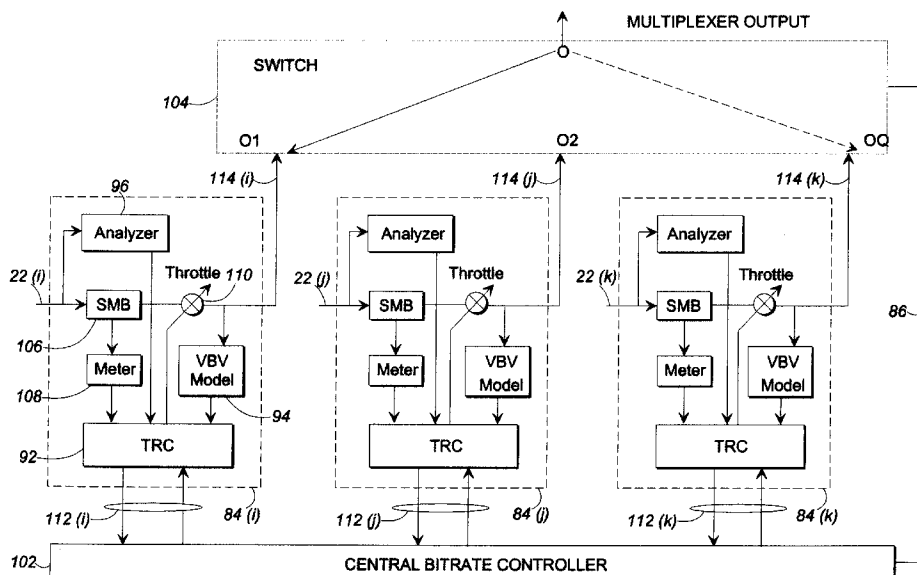 MULTIPLEXER OUTPUT
O
SWITCH
104
O1
O2
OQ
114 (i)
114 (j)
114 (k)
96
Analyzer
Analyzer
Analyzer
Throttle
110
Throttle
Throttle
22 (i)
22 (j)
22 (k)
SMB
SMB
SMB
86
106
Meter
VBV
Model
Meter
VBV
Model
Meter
VBV
Model
108
94
92
TRC
TRC
TRC
112 (i)
84 (i)
112 (j)
84 (j)
112 (k)
84 (k)
102
CENTRAL BITRATE CONTROLLER